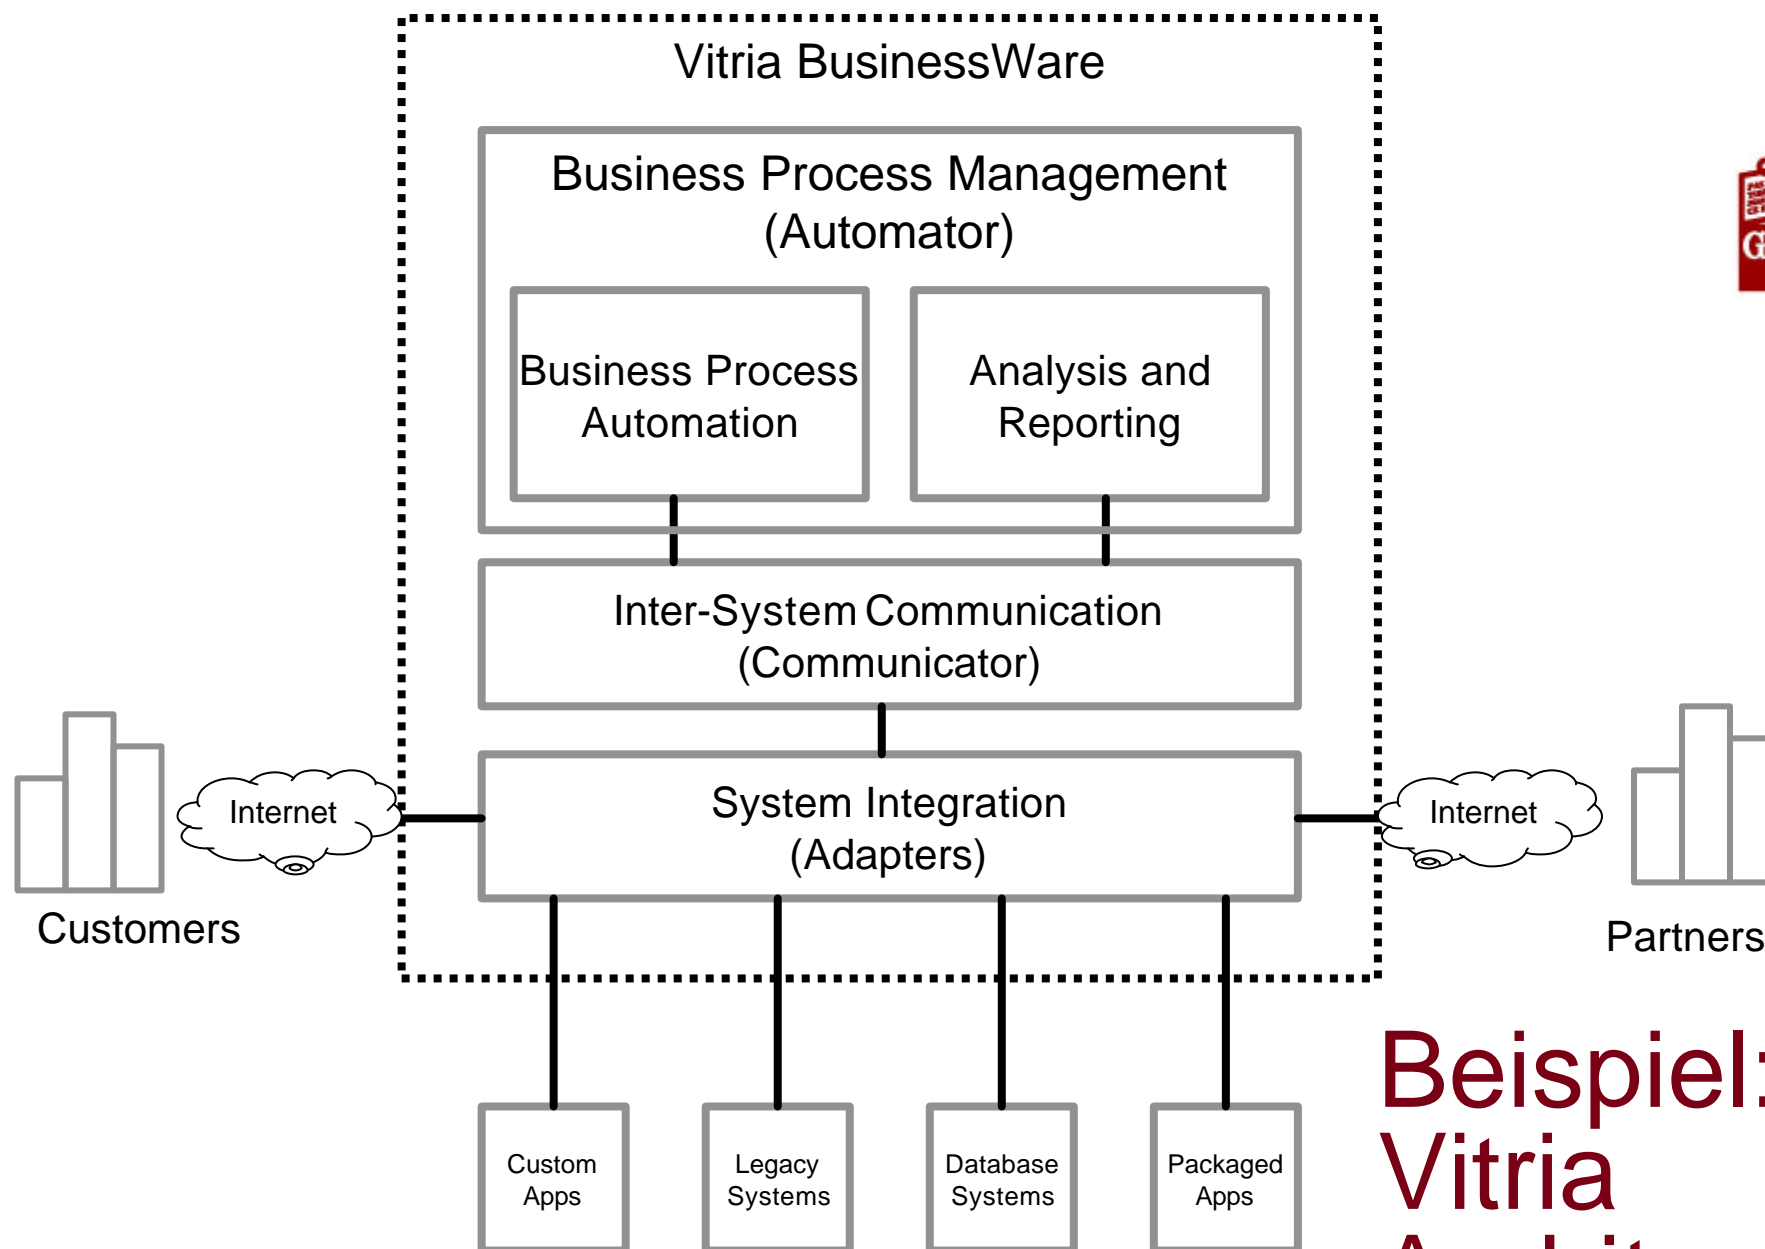 Vitria BusinessWare
Business Process Management
(Automator)
Business Process
Automation
Analysis and
Reporting
Inter-System Communication
(Communicator)
System Integration
(Adapters)
Internet
Internet
Customers
Partners
Custom
Apps
Legacy
Systems
Database
Systems
Packaged
Apps
Beispiel:
Vitria